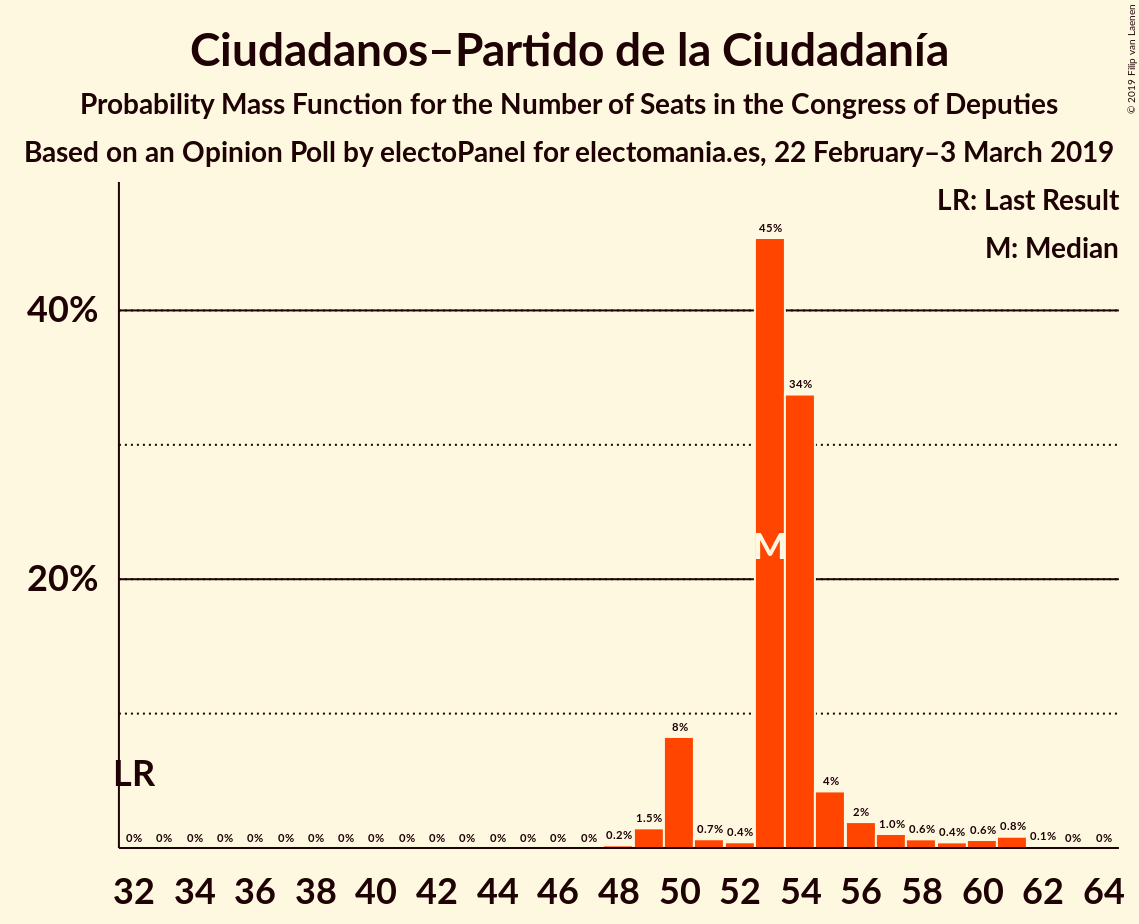 Ciudadanos–Partido de la Ciudadanía
Probability Mass Function for the Number of Seats in the Congress of Deputies
Based on an Opinion Poll by electoPanel for electomania.es, 22 February–3 March 2019
© 2019 Filip van Laenen
LR: Last Result
M: Median
45%
40%
34%
M
20%
8%
LR
4%
0% 0% 0% 0% 0% 0% 0% 0% 0% 0% 0% 0% 0% 0% 0% 0% 0.2% 1.5% 0.7% 0.4% 2% 1.0% 0.6% 0.4% 0.6% 0.8% 0.1% 0% 0%
32 34 36 38 40 42 44 46 48 50 52 54 56 58 60 62 64